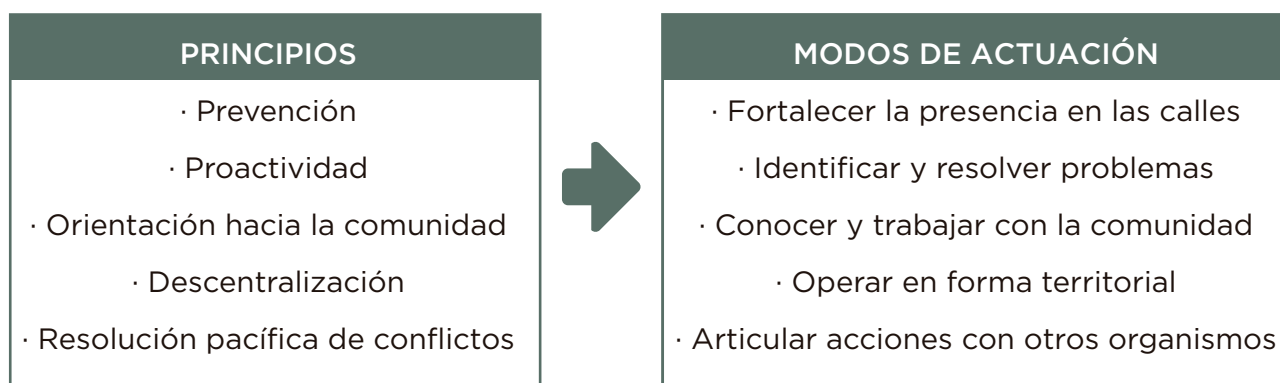 PRINCIPIOS
· Prevención
· Proactividad
· Orientación hacia la comunidad
· Descentralización
· Resolución pacífica de conflictos
MODOS DE ACTUACIÓN
· Fortalecer la presencia en las calles
· Identificar y resolver problemas
· Conocer y trabajar con la comunidad
· Operar en forma territorial
· Articular acciones con otros organismos